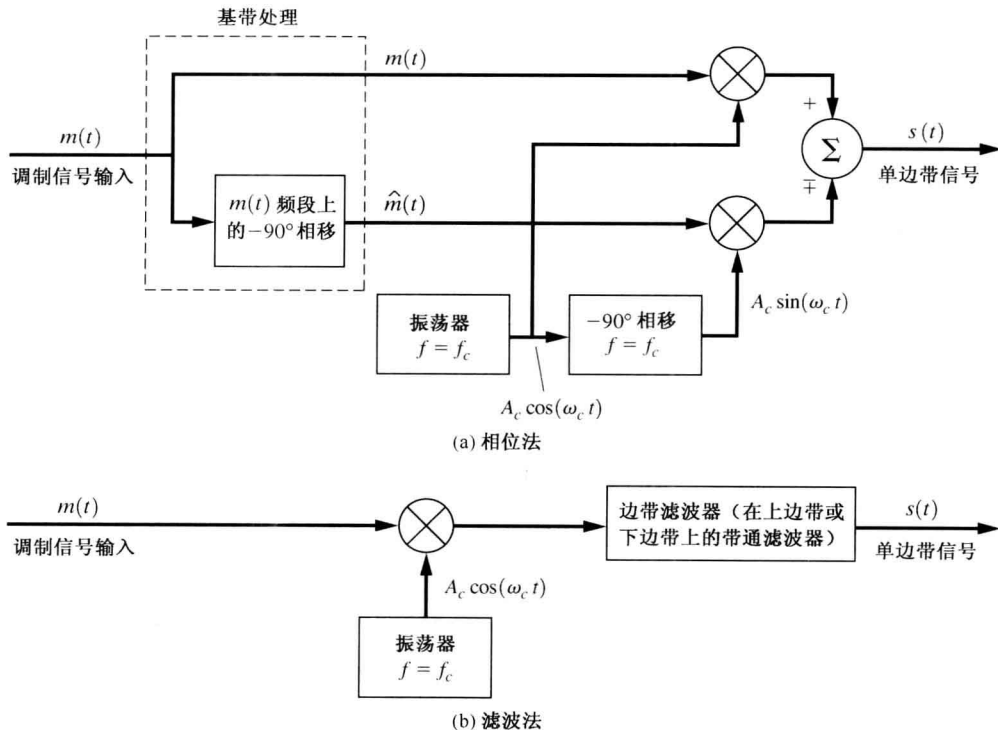 基带处理
m(t)
m(t)
调制信号输入
+
Σ
s(t)
单边带信号
∓
m(t) 频段上
的−90°相移
m̂(t)
A_c sin(ω_c t)
振荡器
f = f_c
−90° 相移
f = f_c
A_c cos(ω_c t)
(a) 相位法
m(t)
调制信号输入
边带滤波器（在上边带或
下边带上的带通滤波器）
s(t)
单边带信号
A_c cos(ω_c t)
振荡器
f = f_c
(b) 滤波法